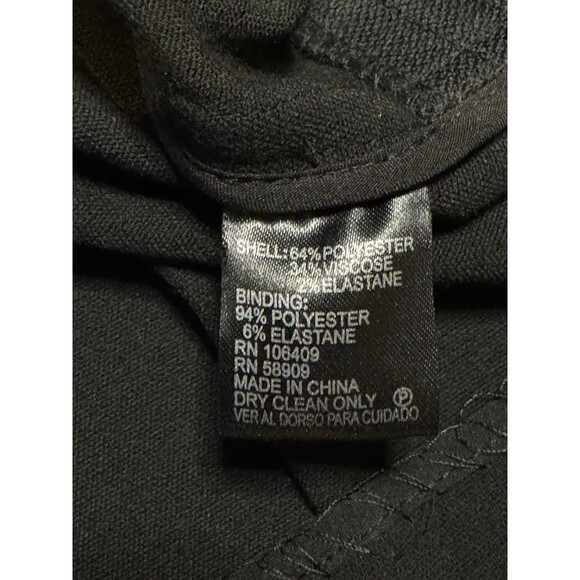 SHELL: 64% POLYESTER
34% VISCOSE
2% ELASTANE
BINDING:
94% POLYESTER
6% ELASTANE
RN 106409
RN 58909
MADE IN CHINA
DRY CLEAN ONLY Ⓟ
VER AL DORSO PARA CUIDADO